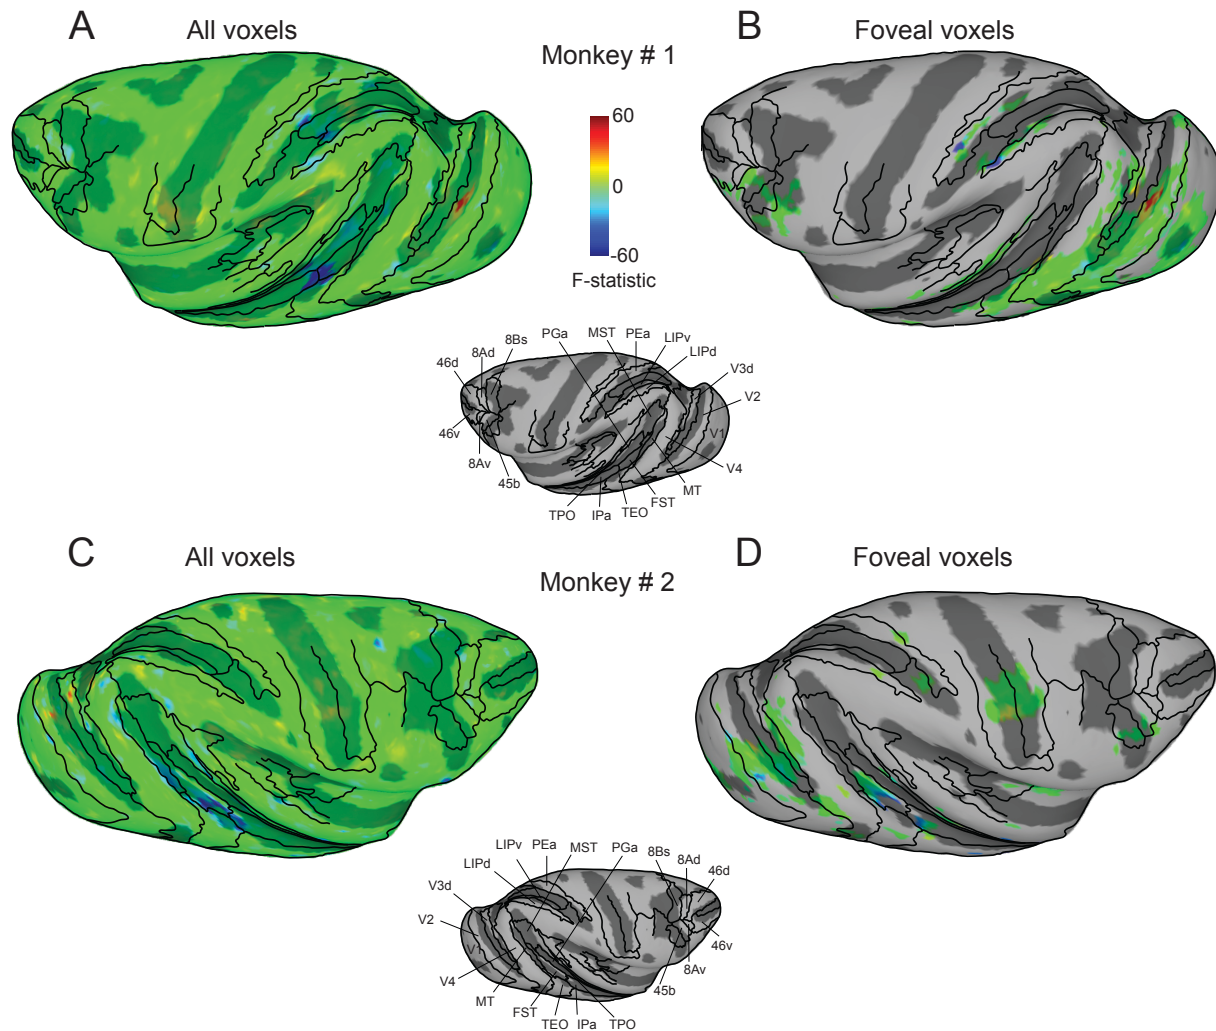 A
All voxels
Monkey # 1
B
Foveal voxels
60
0
-60
F-statistic
46d
8Ad
8Bs
PGa
MST
PEa
LIPv
LIPd
V3d
V2
V1
V4
MT
FST
TEO
IPa
TPO
45b
8Av
46v
C
All voxels
Monkey # 2
D
Foveal voxels
V3d
LIPd
LIPv
PEa
MST
PGa
8Bs
8Ad
46d
46v
8Av
45b
TPO
IPa
TEO
FST
MT
V4
V1
V2